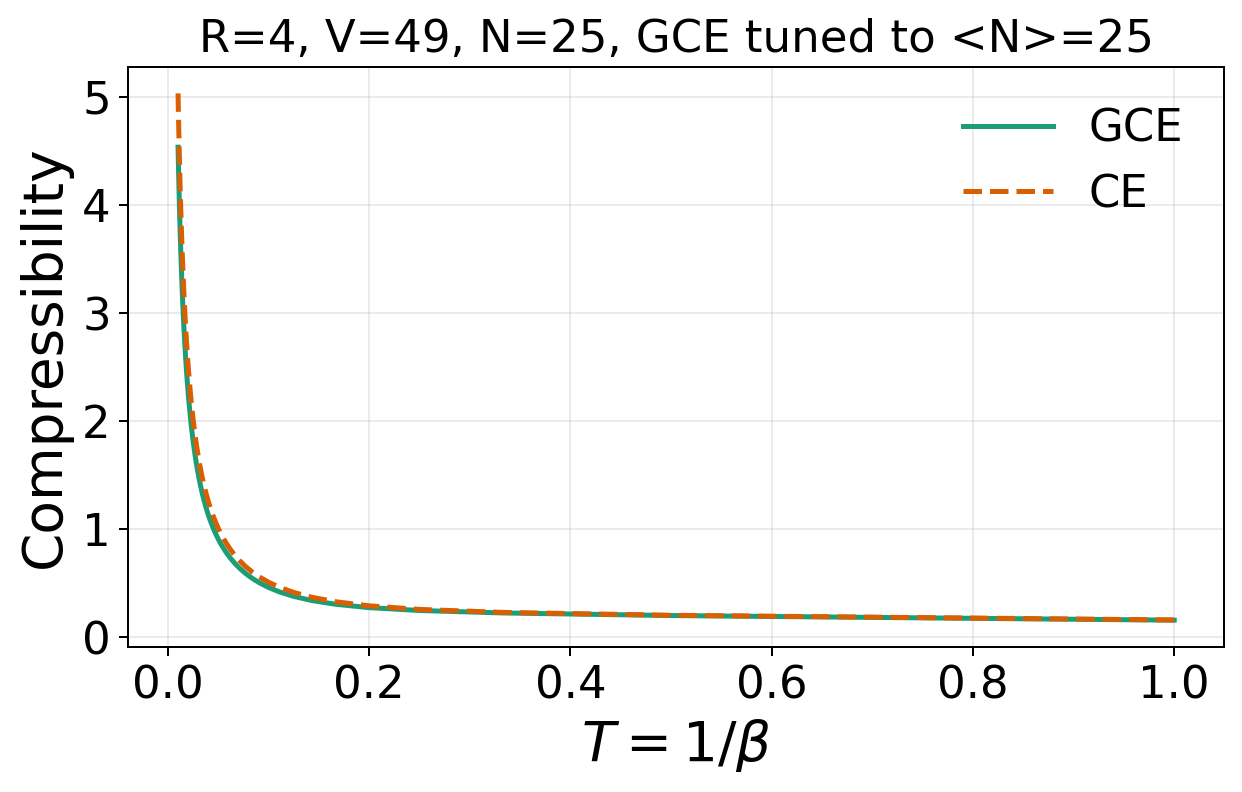 R=4, V=49, N=25, GCE tuned to <N>=25
Compressibility
5
4
3
2
1
0
GCE
CE
0.0 0.2 0.4 0.6 0.8 1.0
T = 1/β